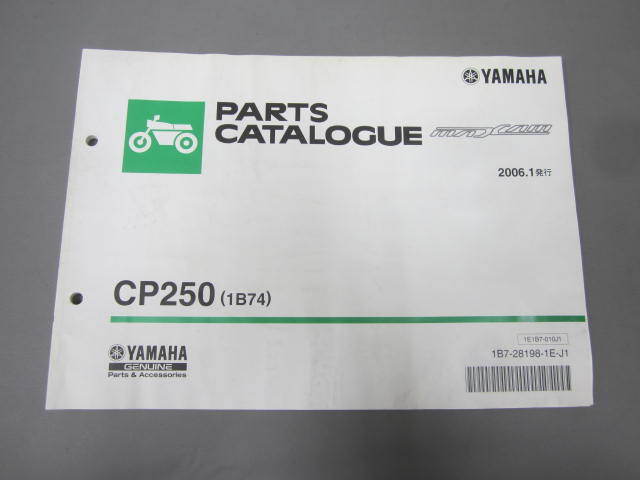 YAMAHA
PARTS
CATALOGUE
MAXAM
2006.1発行
CP250 (1B74)
1E1B7-010J1
YAMAHA
GENUINE
Parts & Accessories
1B7-28198-1E-J1